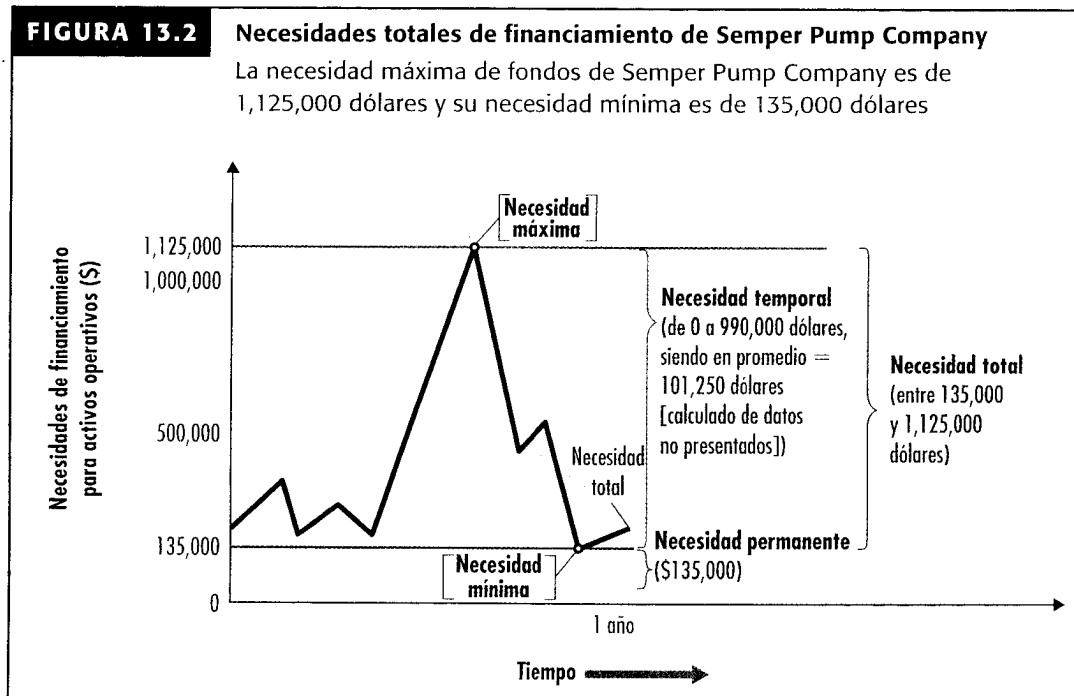 FIGURA 13.2
Necesidades totales de financiamiento de Semper Pump Company
La necesidad máxima de fondos de Semper Pump Company es de
1,125,000 dólares y su necesidad mínima es de 135,000 dólares
Necesidades de financiamiento
para activos operativos ($)
1,125,000
1,000,000
500,000
135,000
0
Necesidad
máxima
Necesidad temporal
(de 0 a 990,000 dólares,
siendo en promedio =
101,250 dólares
[calculado de datos
no presentados])
Necesidad total
(entre 135,000
y 1,125,000
dólares)
Necesidad
total
Necesidad permanente
($135,000)
Necesidad
mínima
1 año
Tiempo